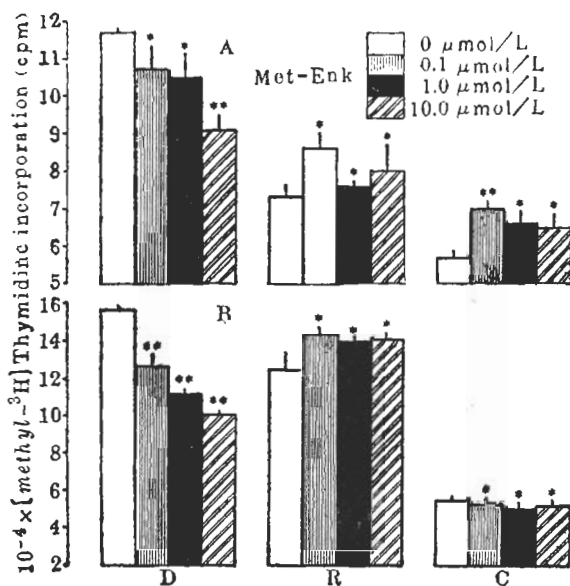 10⁻⁴ x [methyl-³H] Thymidinc incorporation (cpm)
12
11
10
9
8
7
6
5
A
* * **
Met-Enk
0 μmol/L
0.1 μmol/L
1.0 μmol/L
10.0 μmol/L
* * *
** * *
16
14
12
10
8
6
4
2
B
** ** **
* * *
* * *
D R C